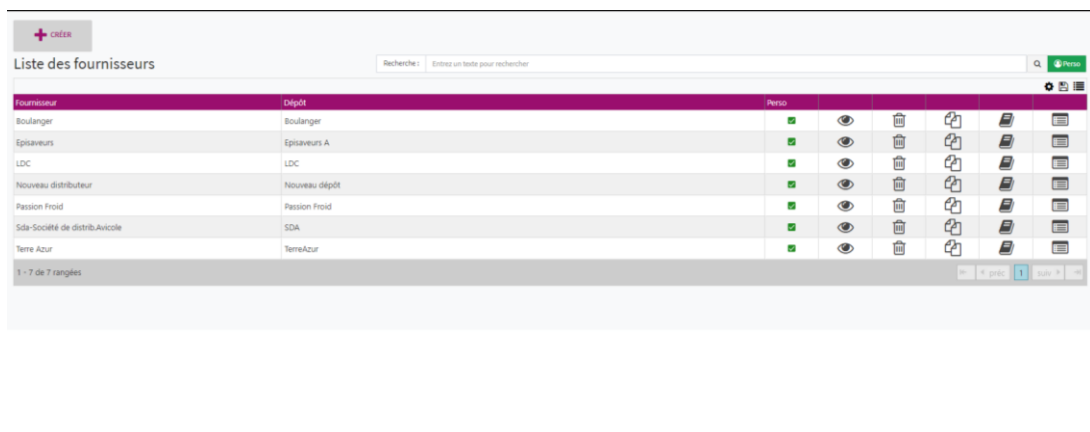 CRÉER
Liste des fournisseurs
Recherche : Entrez un texte pour rechercher Perso
Fournisseur Dépôt Perso
Boulanger Boulanger
Episaveurs Episaveurs A
LDC LDC
Nouveau distributeur Nouveau dépôt
Passion Froid Passion Froid
Sda-Société de distrib.Avicole SDA
Terre Azur TerreAzur
1 - 7 de 7 rangées préc 1 suiv